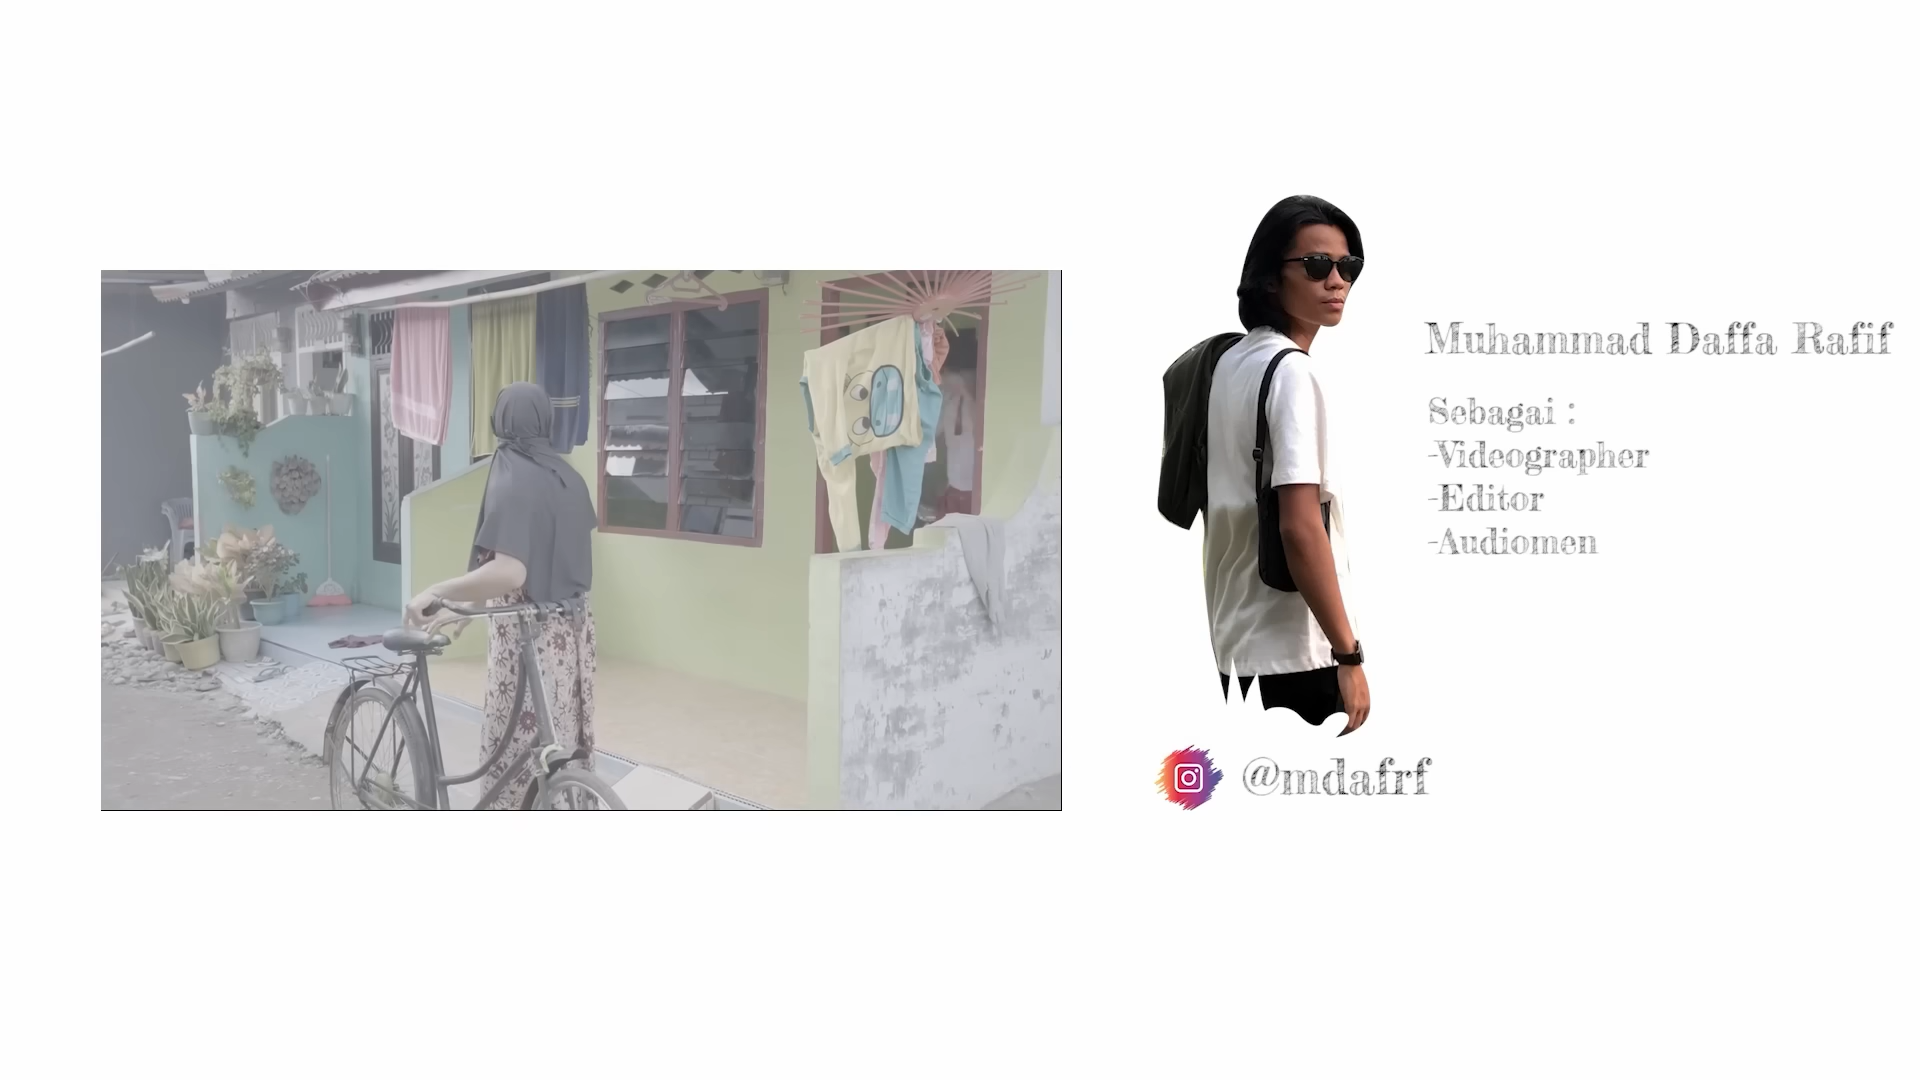 Muhammad Daffa Rafif
Sebagai :
-Videographer
-Editor
-Audiomen
@mdafrf